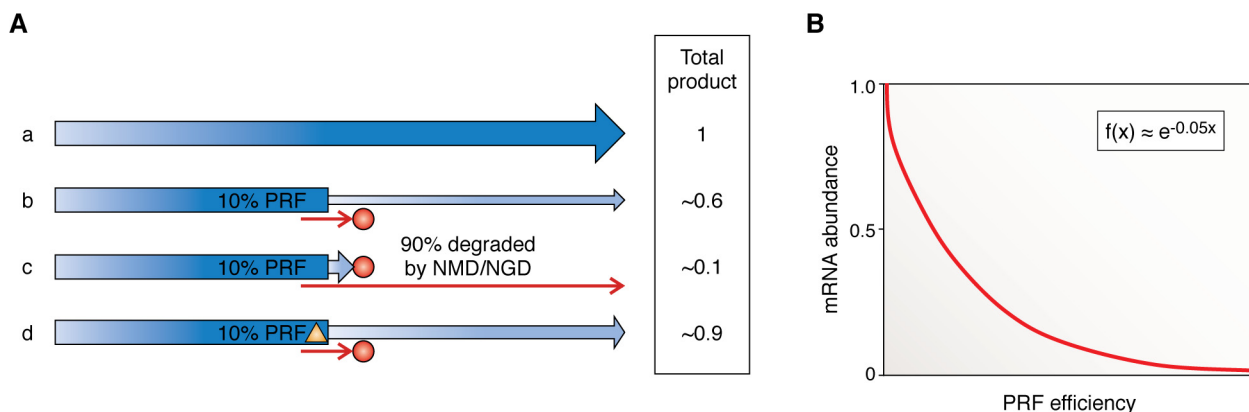 A
Total
product
a
1
b
10% PRF
~0.6
c
10% PRF
90% degraded
by NMD/NGD
~0.1
d
10% PRF
~0.9
B
1.0
f(x) ≈ e^-0.05x
mRNA abundance
0.5
0
PRF efficiency